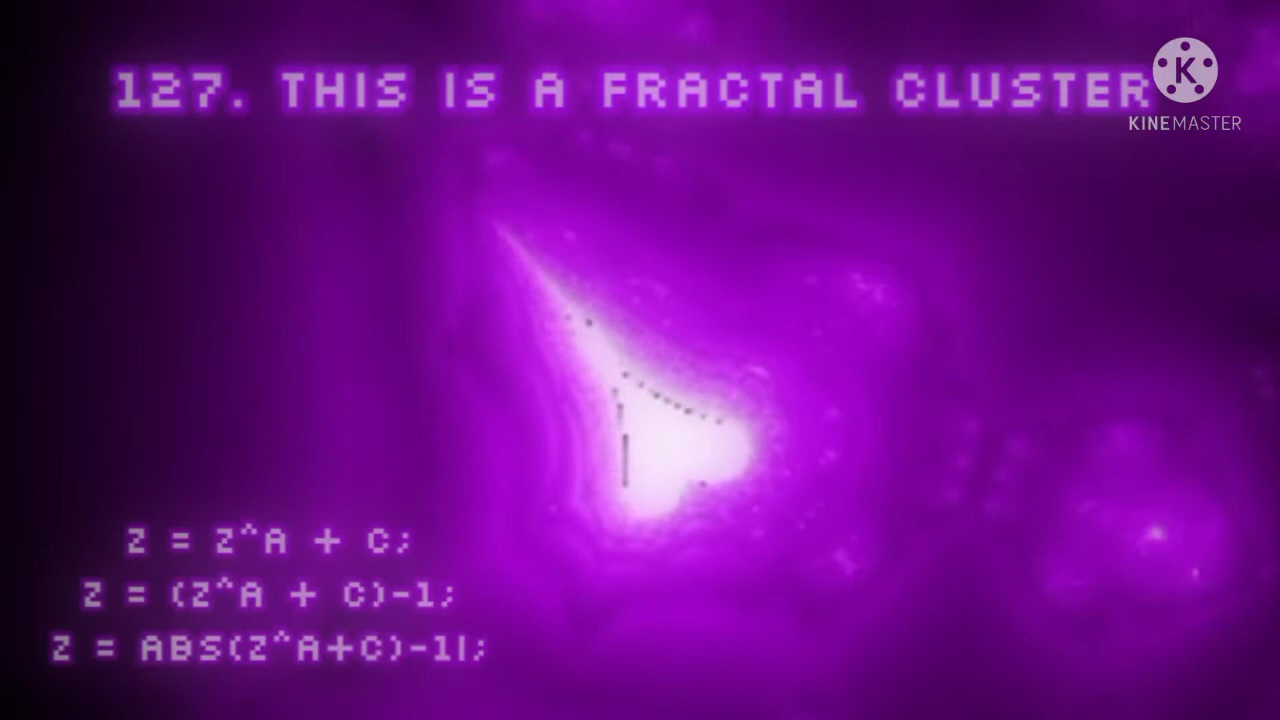 127. THIS IS A FRACTAL CLUSTER
KINEMASTER
Z = Z^A + C;
Z = (Z^A + C)-1;
Z = ABS(Z^A+C)-1|;